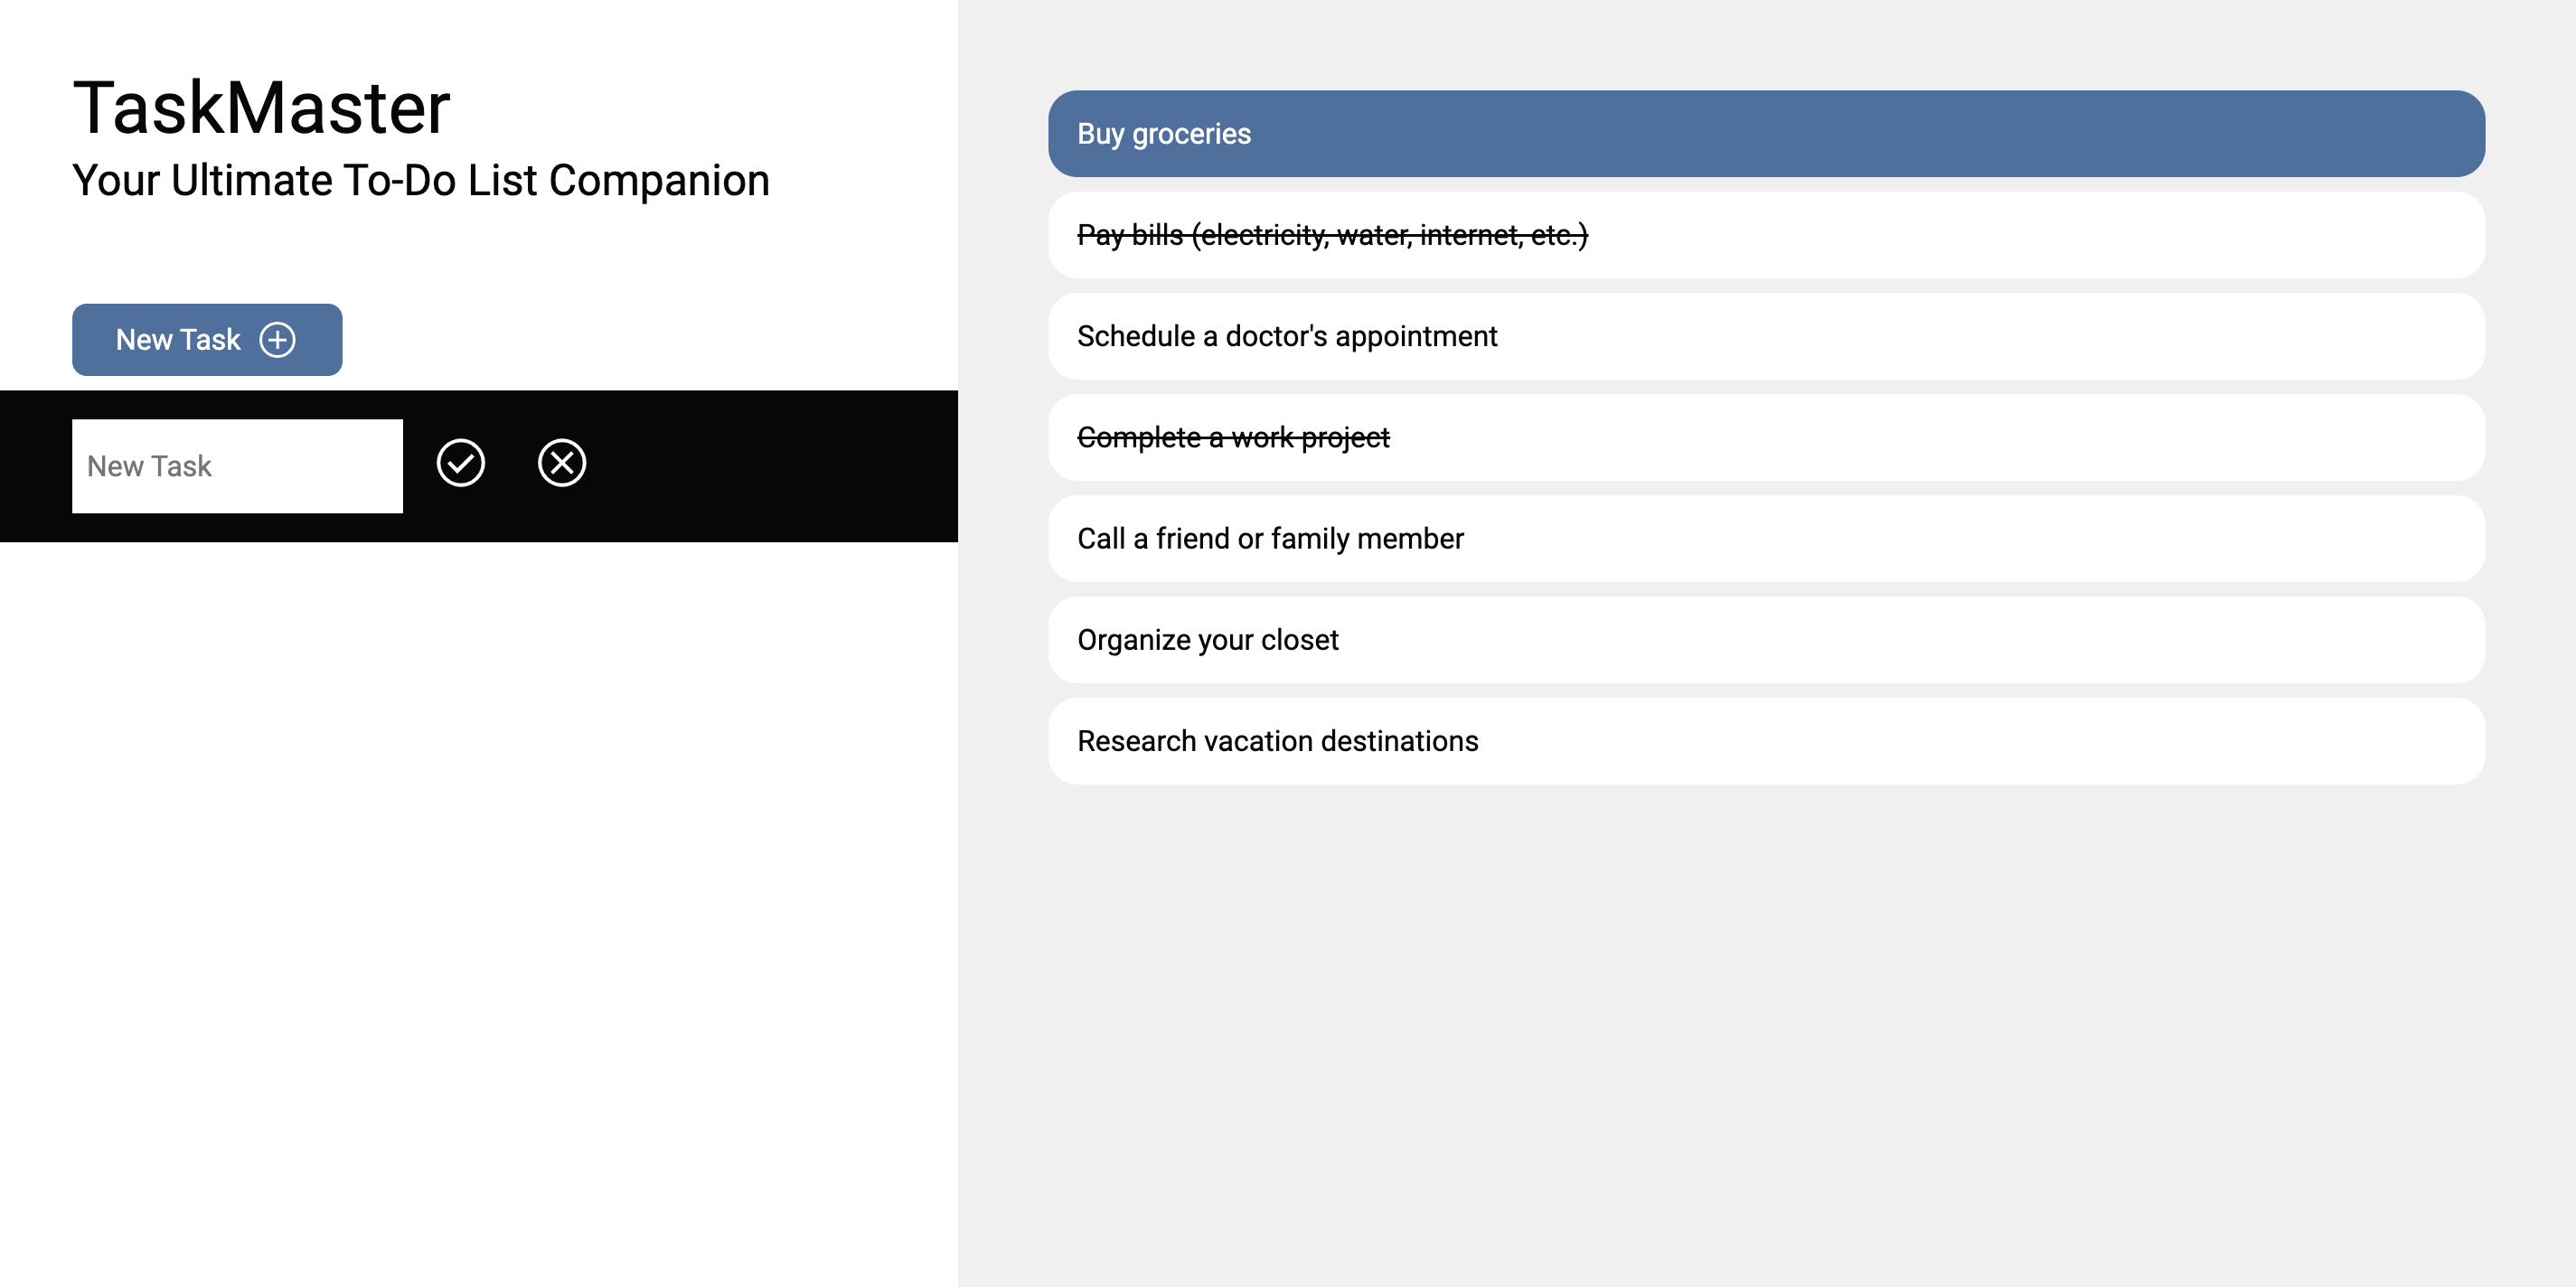 TaskMaster
Your Ultimate To-Do List Companion
New Task
New Task
Buy groceries
Pay bills (electricity, water, internet, etc.)
Schedule a doctor's appointment
Complete a work project
Call a friend or family member
Organize your closet
Research vacation destinations